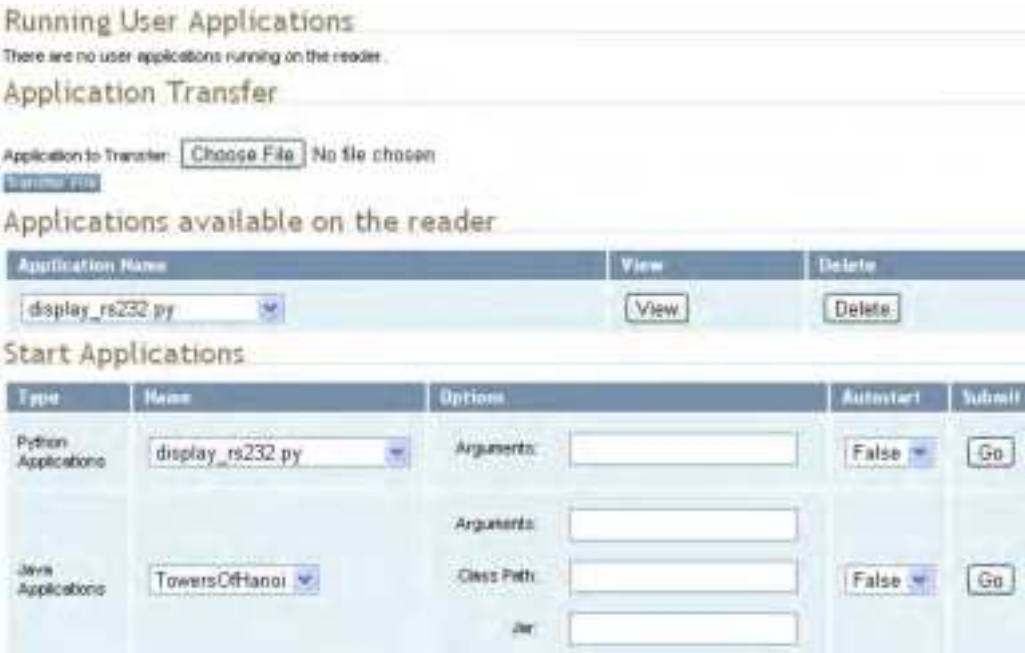 Running User Applications
There are no user applications running on the reader.
Application Transfer
Application to Transfer: Choose File No file chosen
Transfer File
Applications available on the reader
Application Name View Delete
display_rs232.py View Delete
Start Applications
Type Name Options Autostart Submit
Python Applications display_rs232.py Arguments: False Go
Arguments:
Java Applications TowersOfHanoi Class Path: False Go
Jar: